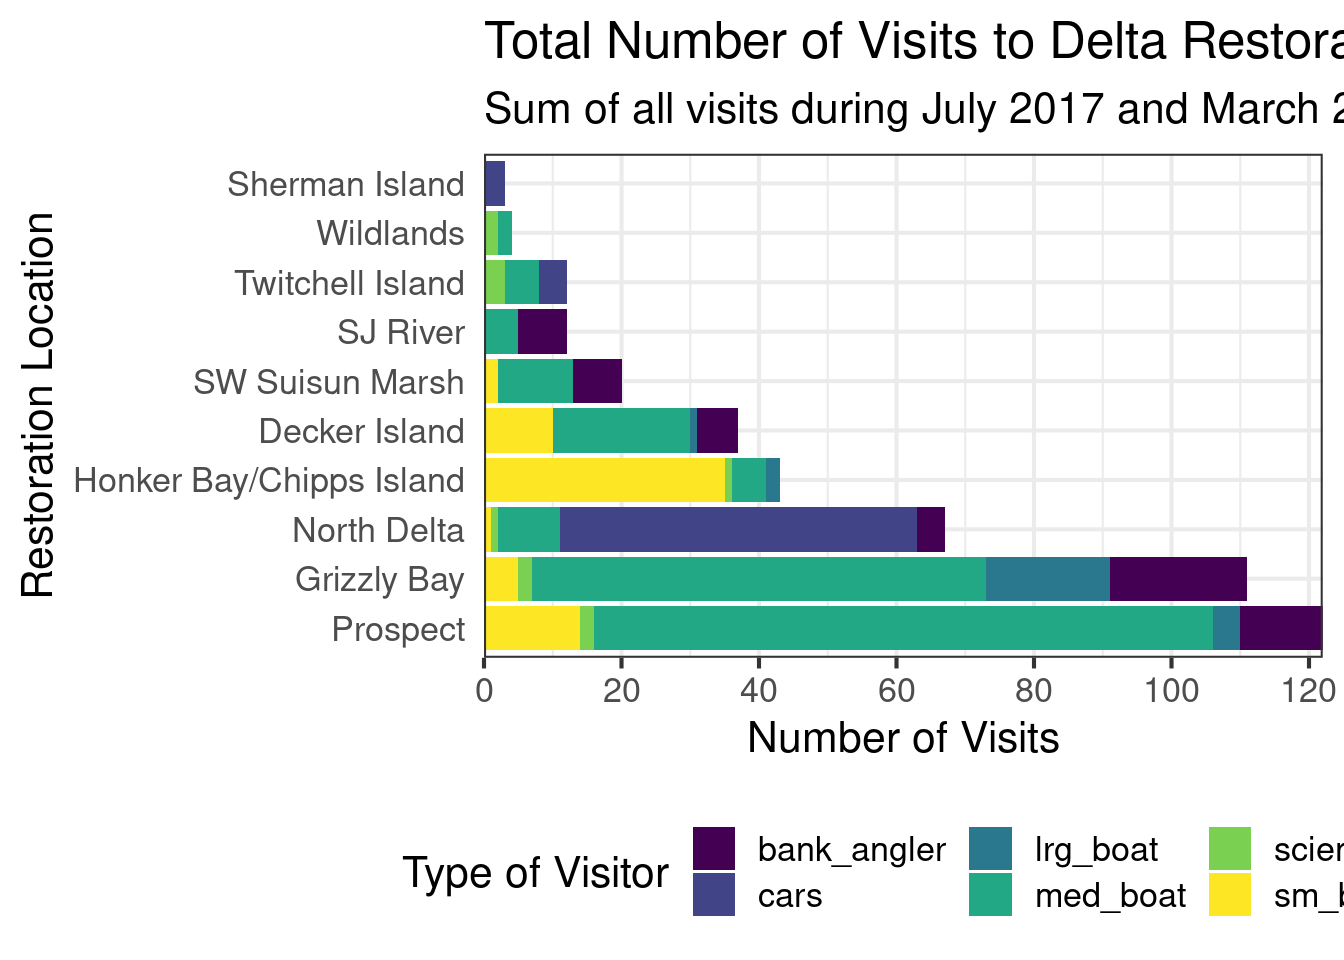 Total Number of Visits to Delta
Sum of all visits during July 2017 and March
Restoration Location
Sherman Island
Wildlands
Twitchell Island
SJ River
SW Suisun Marsh
Decker Island
Honker Bay/Chipps Island
North Delta
Grizzly Bay
Prospect
0 20 40 60 80 100 120
Number of Visits
Type of Visitor
bank_angler lrg_boat
cars med_boat